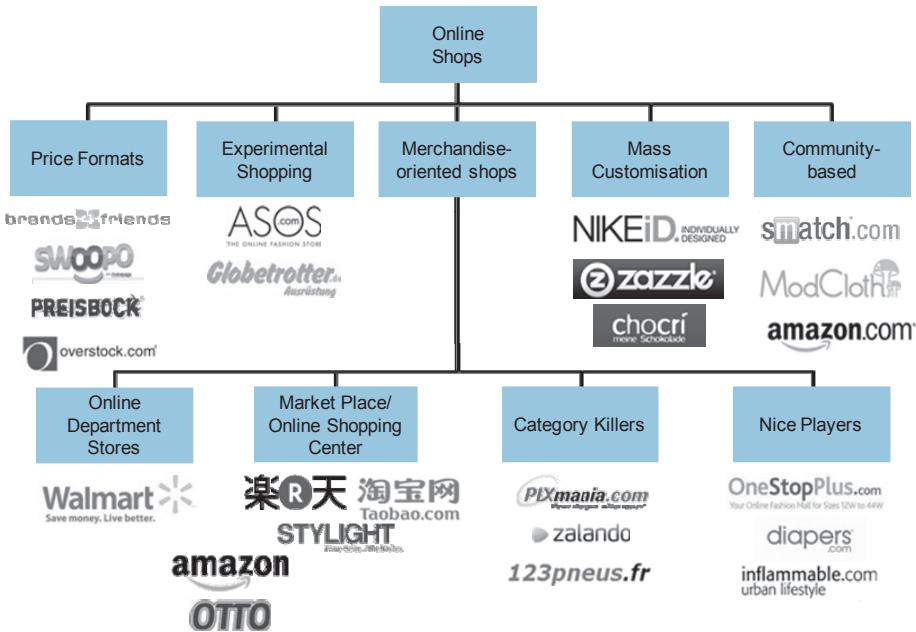 Online
Shops
Price Formats
Experimental
Shopping
Merchandise-
oriented shops
Mass
Customisation
Community-
based
brands4friends
SWOOPO
PREISBOCK
overstock.com®
ASOS
.com
THE ONLINE FASHION STORE
Globetrotter.de
Ausrüstung
NIKEiD. INDIVIDUALLY
DESIGNED
zazzle
chocrí
meine Schokolade
smatch.com
ModCloth
amazon.com®
Online
Department
Stores
Market Place/
Online Shopping
Center
Category Killers
Nice Players
Walmart
Save money. Live better.
amazon
OTTO
楽R天
淘宝网
Taobao.com
STYLIGHT
PIXmania.com
zalando
123pneus.fr
OneStopPlus.com
Your Online Fashion Mall for Sizes 12W to 44W
diapers
.com
inflammable.com
urban lifestyle